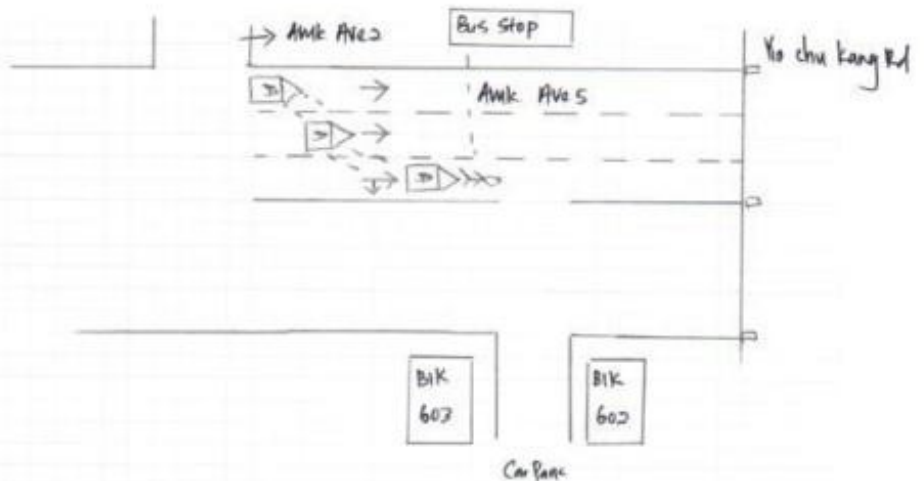 AMK Ave 2
Bus Stop
Yio chu kang Rd
AMK Ave 5
B
B
B
BlK
603
BlK
602
Car Park